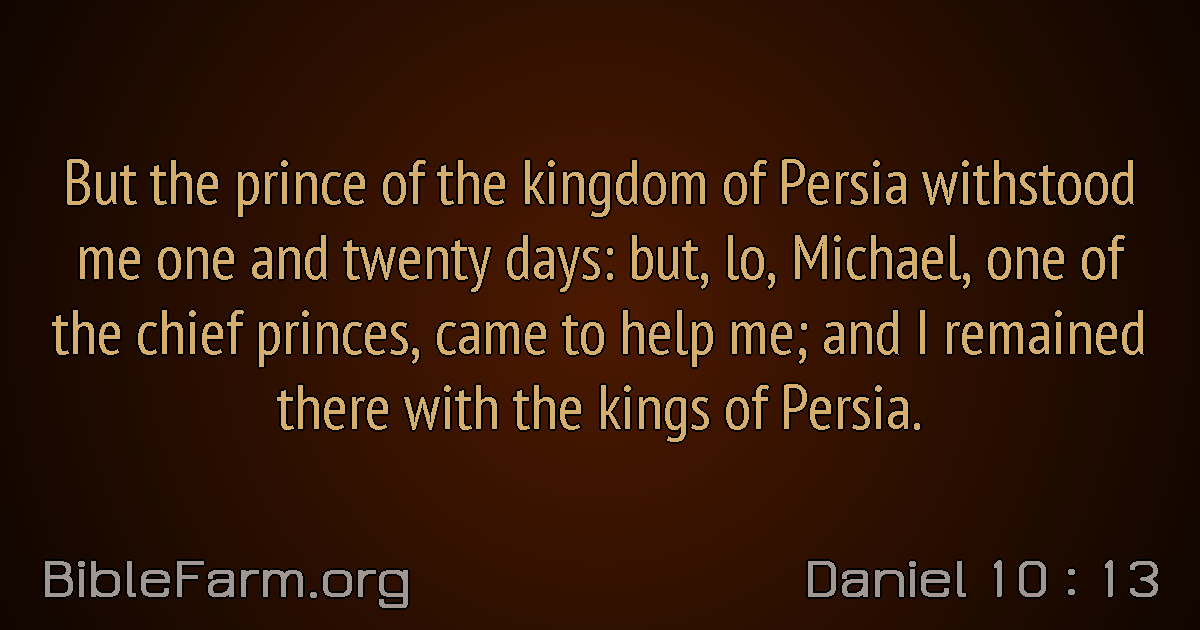 But the prince of the kingdom of Persia withstood
me one and twenty days: but, lo, Michael, one of
the chief princes, came to help me; and I remained
there with the kings of Persia.
BibleFarm.org
Daniel 10 : 13